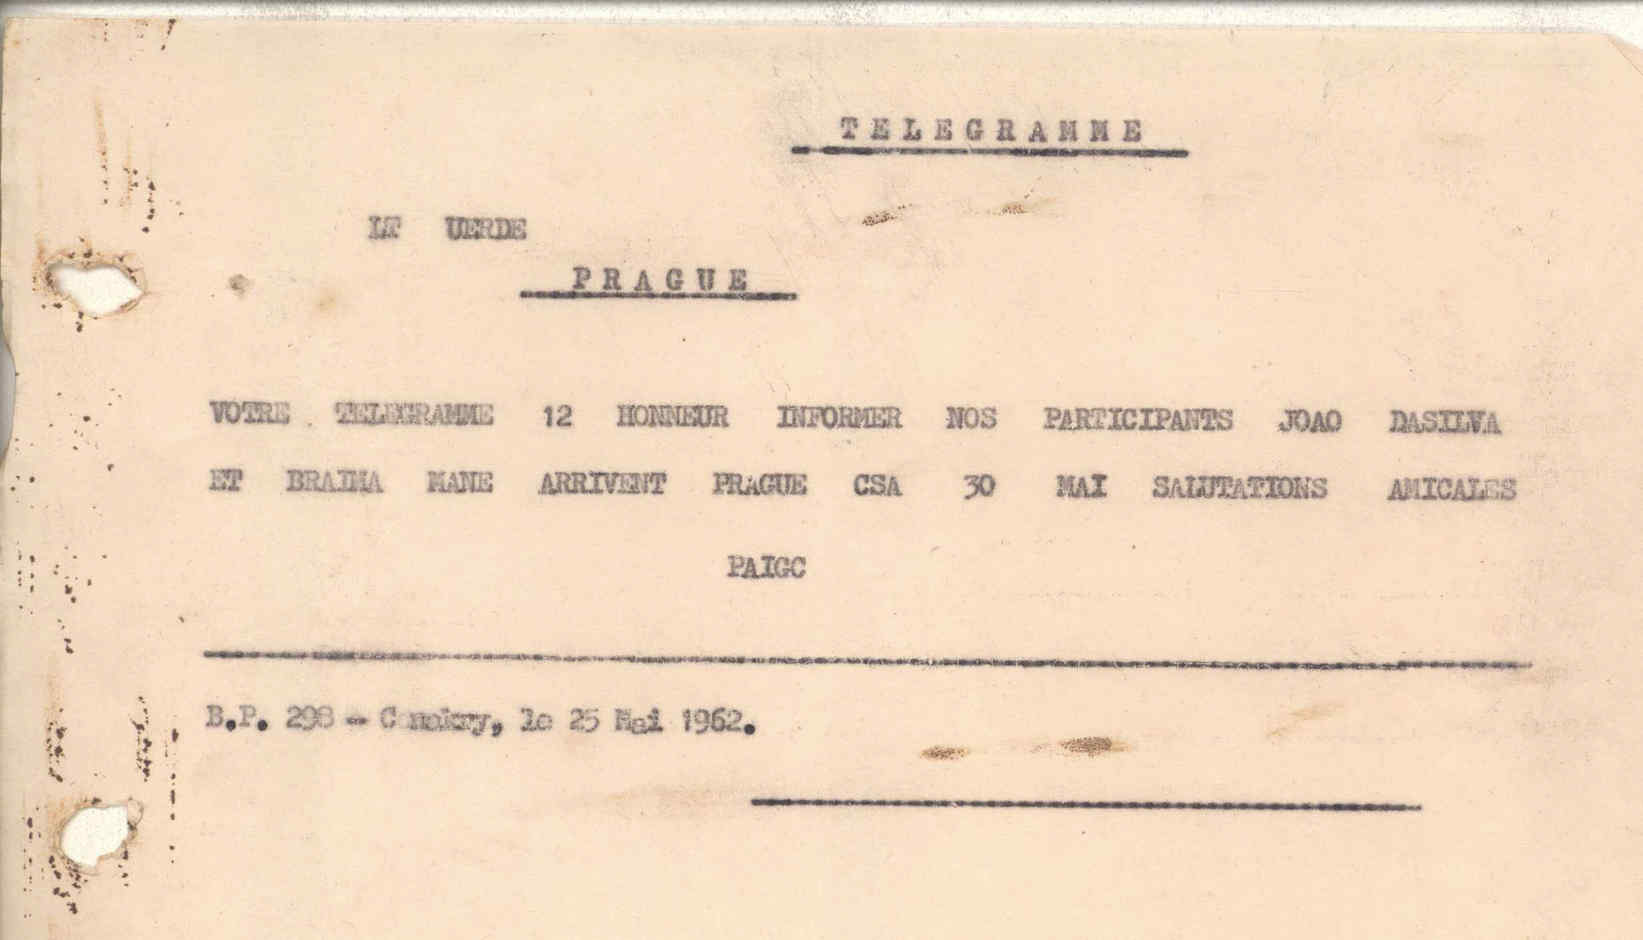 TELEGRAMME
LT UERDE
PRAGUE
VOTRE TELEGRAMME 12 HONNEUR INFORMER NOS PARTICIPANTS JOAO DASILVA
ET BRAIMA MANE ARRIVENT PRAGUE CSA 30 MAI SALUTATIONS AMICALES
PAIGC
B.P. 298 - Conakry, le 25 Mai 1962.